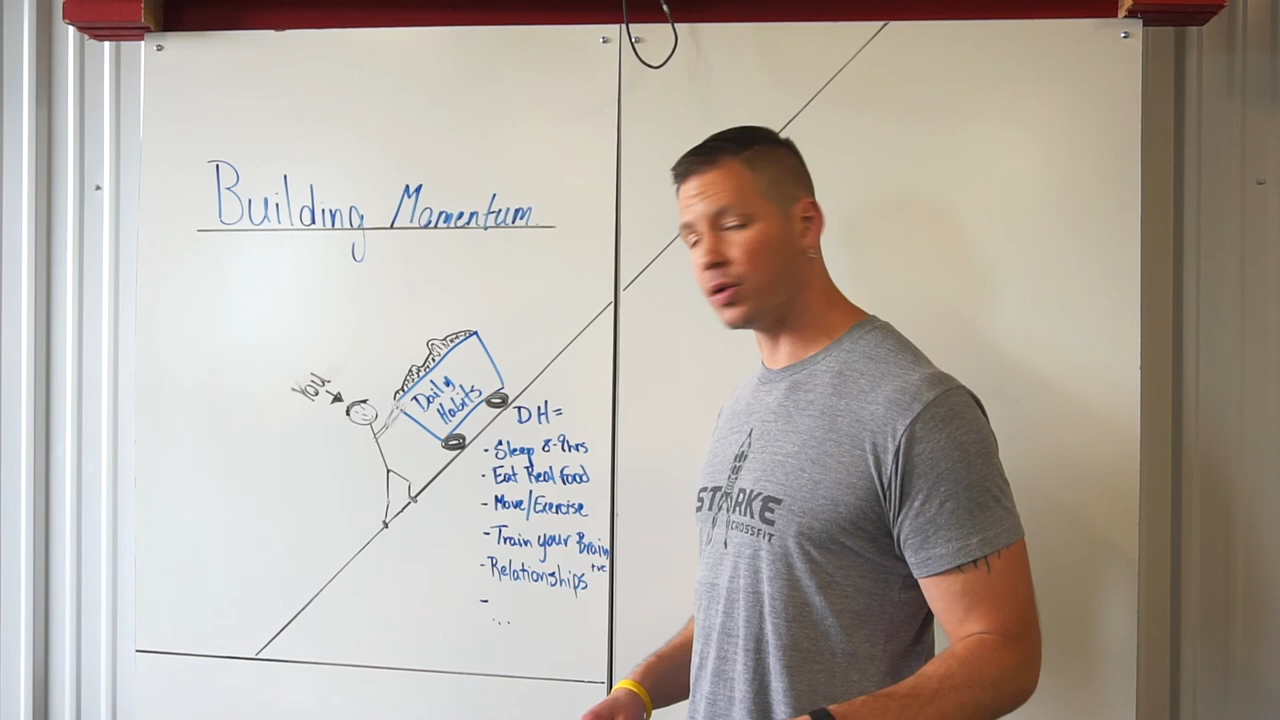 Building Momentum
You
Daily
Habits
DH=
- Sleep 8-9hrs
- Eat Real Food
- Move/Exercise
- Train your Brain
- Relationships +ve
-
...
STARKE
CROSSFIT